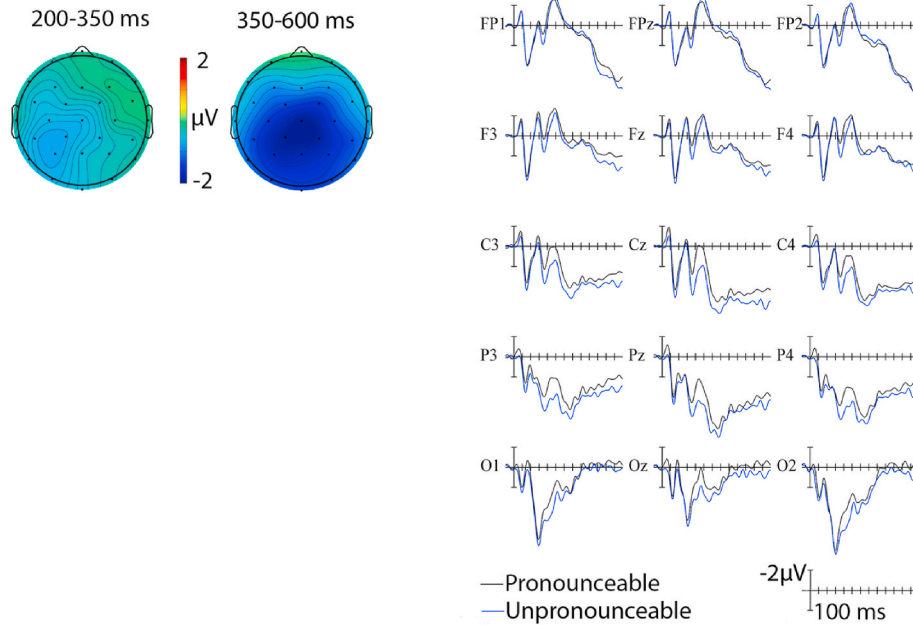 200-350 ms 350-600 ms
2
μV
-2
FP1 FPz FP2
F3 Fz F4
C3 Cz C4
P3 Pz P4
O1 Oz O2
Pronounceable
Unpronounceable
-2μV
100 ms